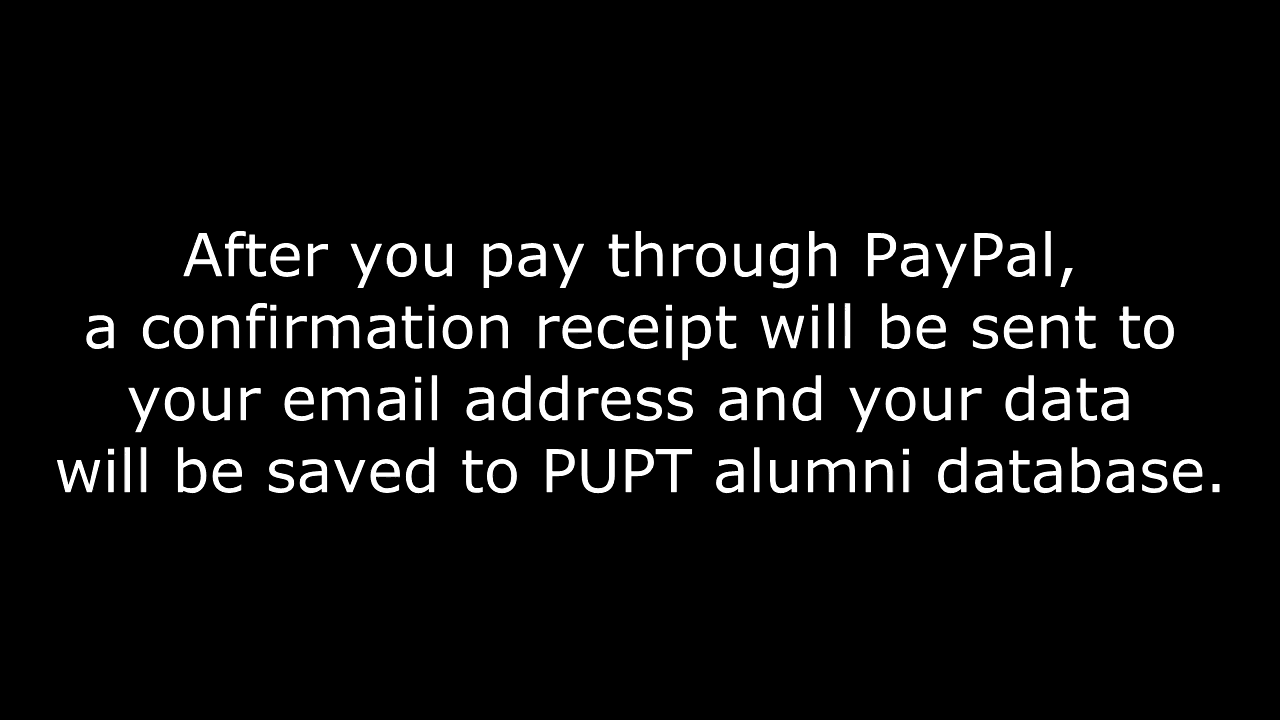 After you pay through PayPal,
a confirmation receipt will be sent to
your email address and your data
will be saved to PUPT alumni database.